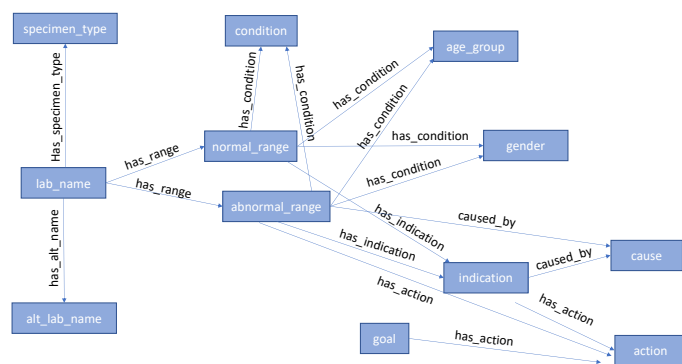 specimen_type
condition
age_group
Has_specimen_type
has_condition
has_condition
has_condition
has_condition
has_range
normal_range
has_condition
gender
lab_name
has_range
abnormal_range
has_condition
has_alt_name
has_indication
caused_by
has_indication
indication
caused_by
cause
has_action
has_action
alt_lab_name
goal
has_action
action